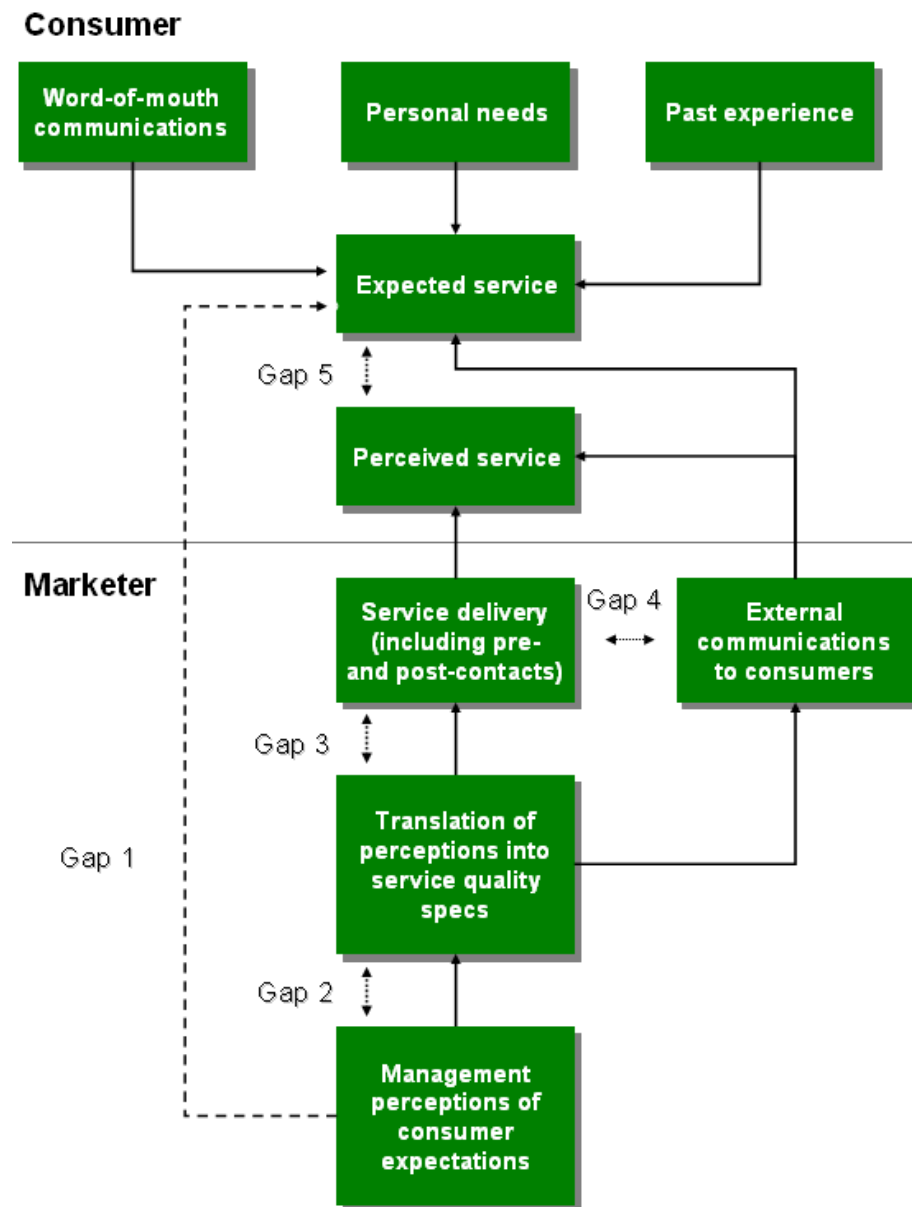 Consumer
Word-of-mouth
communications
Personal needs
Past experience
Expected service
Gap 5
Perceived service
Marketer
Service delivery
(including pre-
and post-contacts)
Gap 4
External
communications
to consumers
Gap 3
Translation of
perceptions into
service quality
specs
Gap 1
Gap 2
Management
perceptions of
consumer
expectations